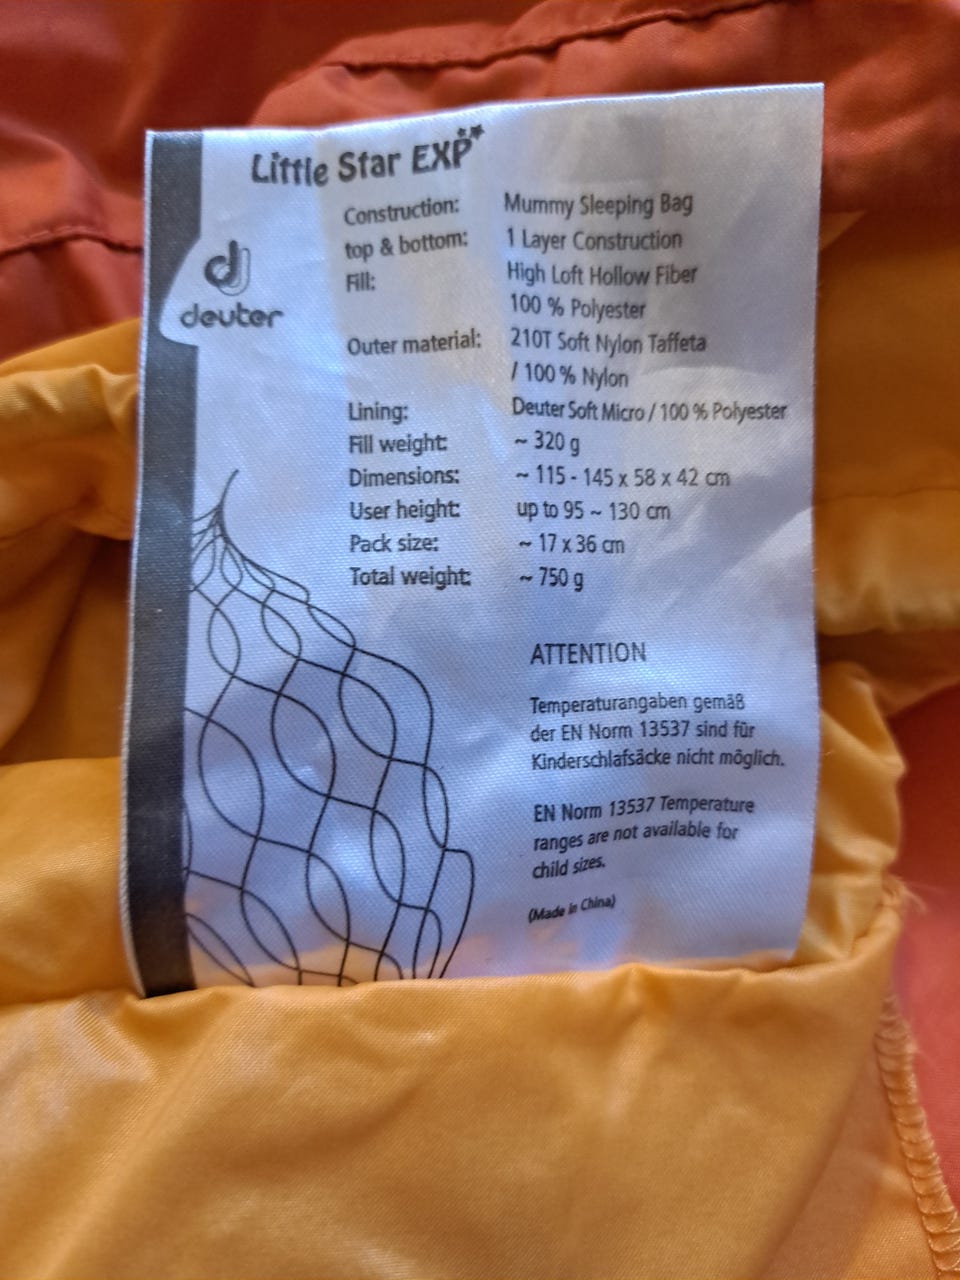 Little Star EXP
deuter
Construction: Mummy Sleeping Bag
top & bottom: 1 Layer Construction
Fill: High Loft Hollow Fiber
100 % Polyester
Outer material: 210T Soft Nylon Taffeta
/ 100 % Nylon
Lining: Deuter Soft Micro / 100 % Polyester
Fill weight: ~ 320 g
Dimensions: ~ 115 - 145 x 58 x 42 cm
User height: up to 95 ~ 130 cm
Pack size: ~ 17 x 36 cm
Total weight: ~ 750 g
ATTENTION
Temperaturangaben gemäß
der EN Norm 13537 sind für
Kinderschlafsäcke nicht möglich.
EN Norm 13537 Temperature
ranges are not available for
child sizes.
(Made in China)